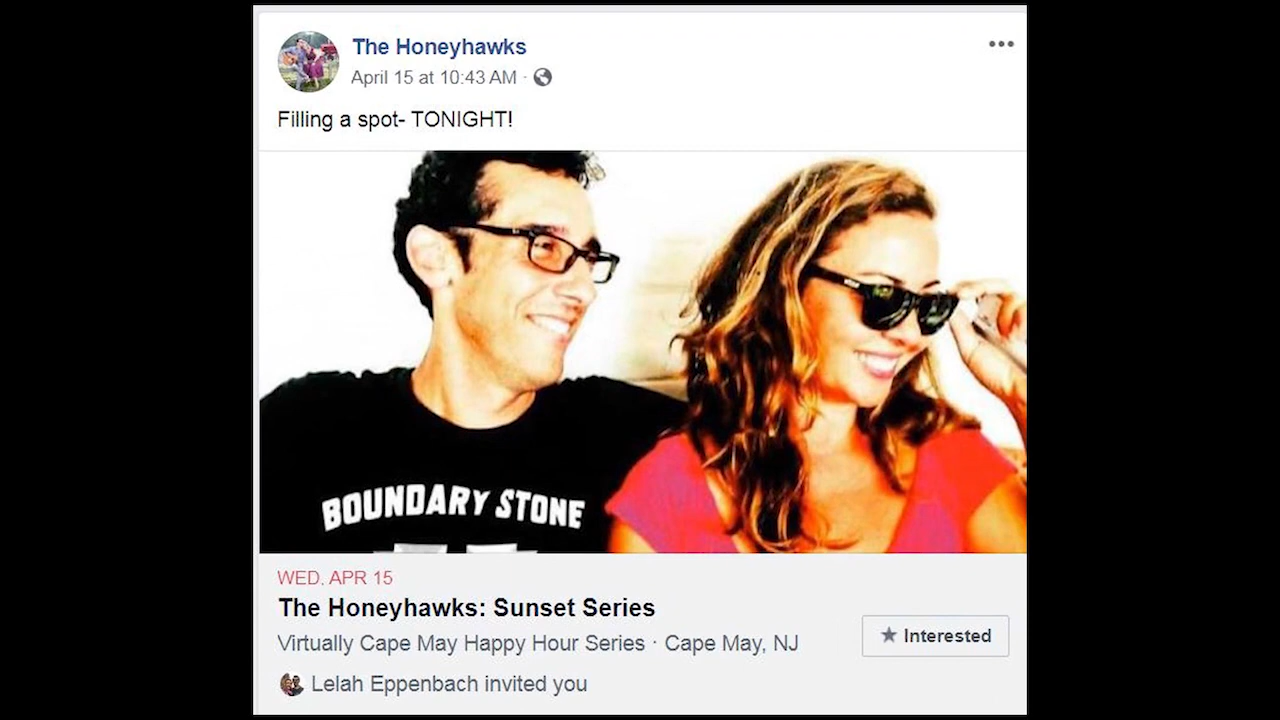 The Honeyhawks
April 15 at 10:43 AM ·
Filling a spot- TONIGHT!
BOUNDARY STONE
WED, APR 15
The Honeyhawks: Sunset Series
Virtually Cape May Happy Hour Series · Cape May, NJ
★ Interested
Lelah Eppenbach invited you